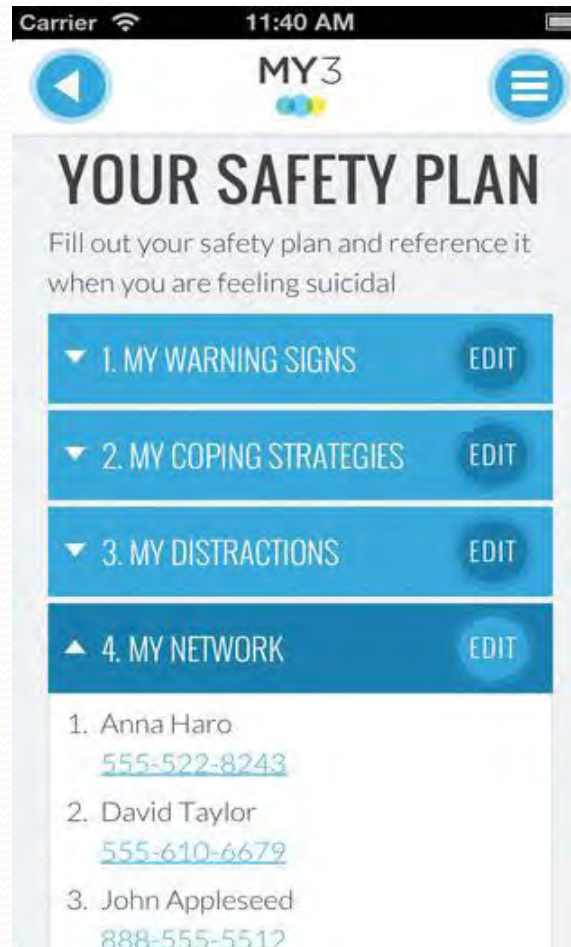 Carrier 11:40 AM
MY3
YOUR SAFETY PLAN
Fill out your safety plan and reference it
when you are feeling suicidal
1. MY WARNING SIGNS EDIT
2. MY COPING STRATEGIES EDIT
3. MY DISTRACTIONS EDIT
4. MY NETWORK EDIT
1. Anna Haro
555-522-8243
2. David Taylor
555-610-6679
3. John Appleseed
888-555-5512